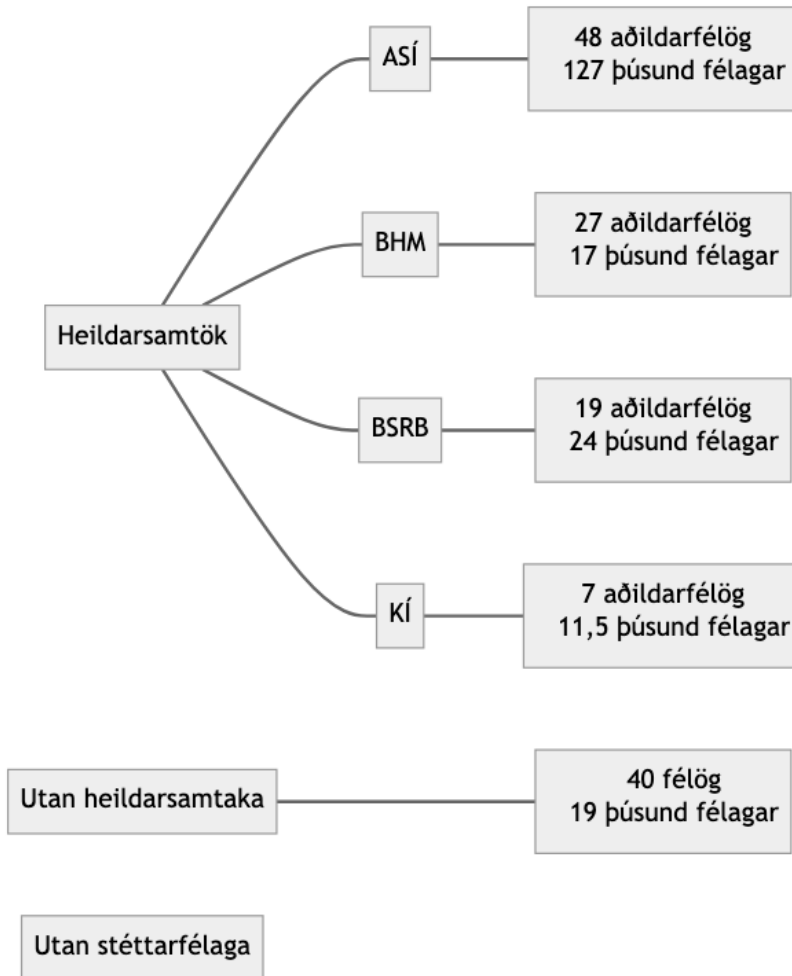 ASÍ
48 aðildarfélög
127 þúsund félagar
BHM
27 aðildarfélög
17 þúsund félagar
Heildarsamtök
BSRB
19 aðildarfélög
24 þúsund félagar
KÍ
7 aðildarfélög
11,5 þúsund félagar
Utan heildarsamtaka
40 félög
19 þúsund félagar
Utan stéttarfélaga